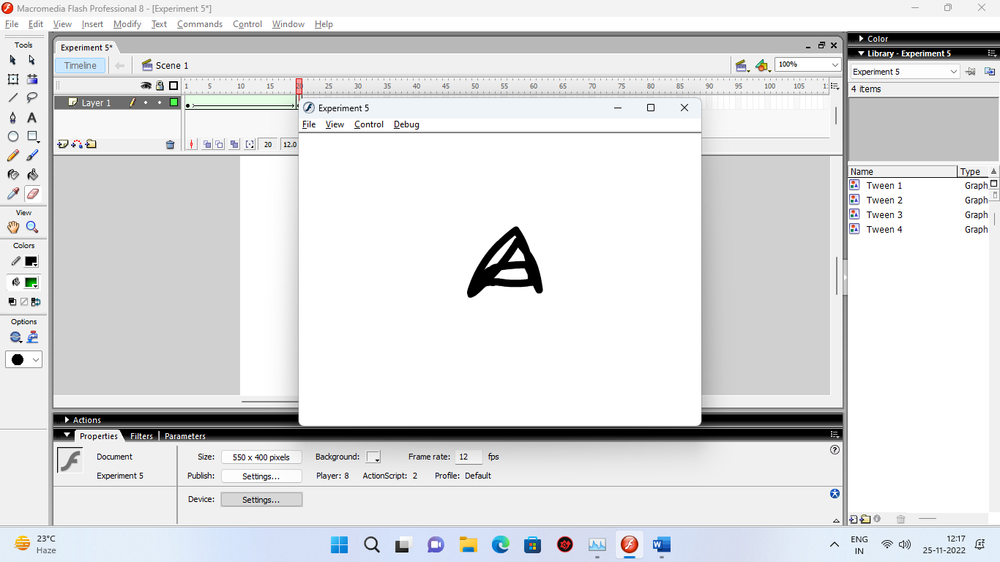 Macromedia Flash Professional 8 - [Experiment 5*]
File Edit View Insert Modify Text Commands Control Window Help
Tools
Experiment 5*
Timeline
Scene 1
100%
1 5 10 15 20 25 30 35 40 45 50 55 60 65 70 75 80 85 90 95 100 105
Layer 1
20 12.0
Experiment 5
File View Control Debug
A
View
Colors
Options
Color
Library - Experiment 5
Experiment 5
4 items
Name Type
Tween 1 Graph
Tween 2 Graph
Tween 3 Graph
Tween 4 Graph
Actions
Properties Filters Parameters
Document Size: 550 x 400 pixels Background: Frame rate: 12 fps
Experiment 5 Publish: Settings... Player: 8 ActionScript: 2 Profile: Default
Device: Settings...
23°C
Haze
ENG
IN
12:17
25-11-2022